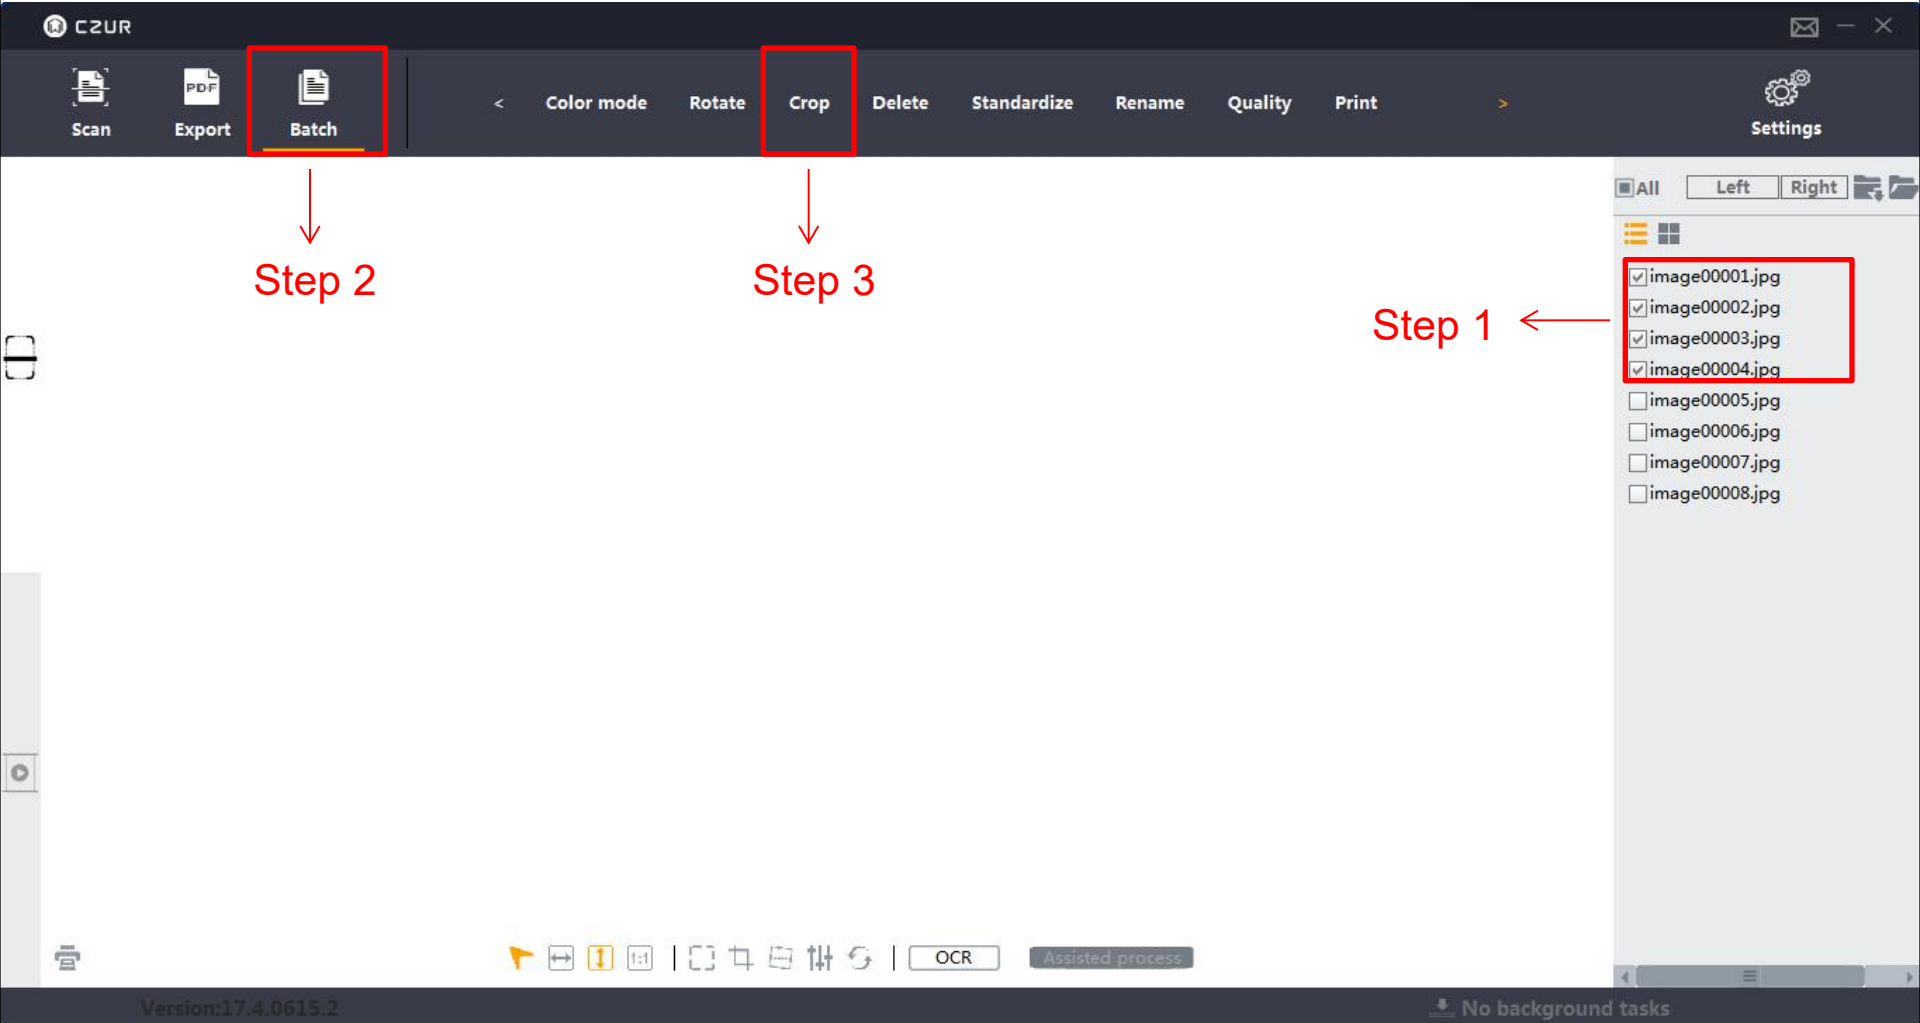 CZUR
Scan
PDF
Export
Batch
< Color mode Rotate Crop Delete Standardize Rename Quality Print >
Settings
All Left Right
Step 2
Step 3
Step 1
image00001.jpg
image00002.jpg
image00003.jpg
image00004.jpg
image00005.jpg
image00006.jpg
image00007.jpg
image00008.jpg
1:1
OCR
Assisted process
Version:17.4.0615.2
No background tasks